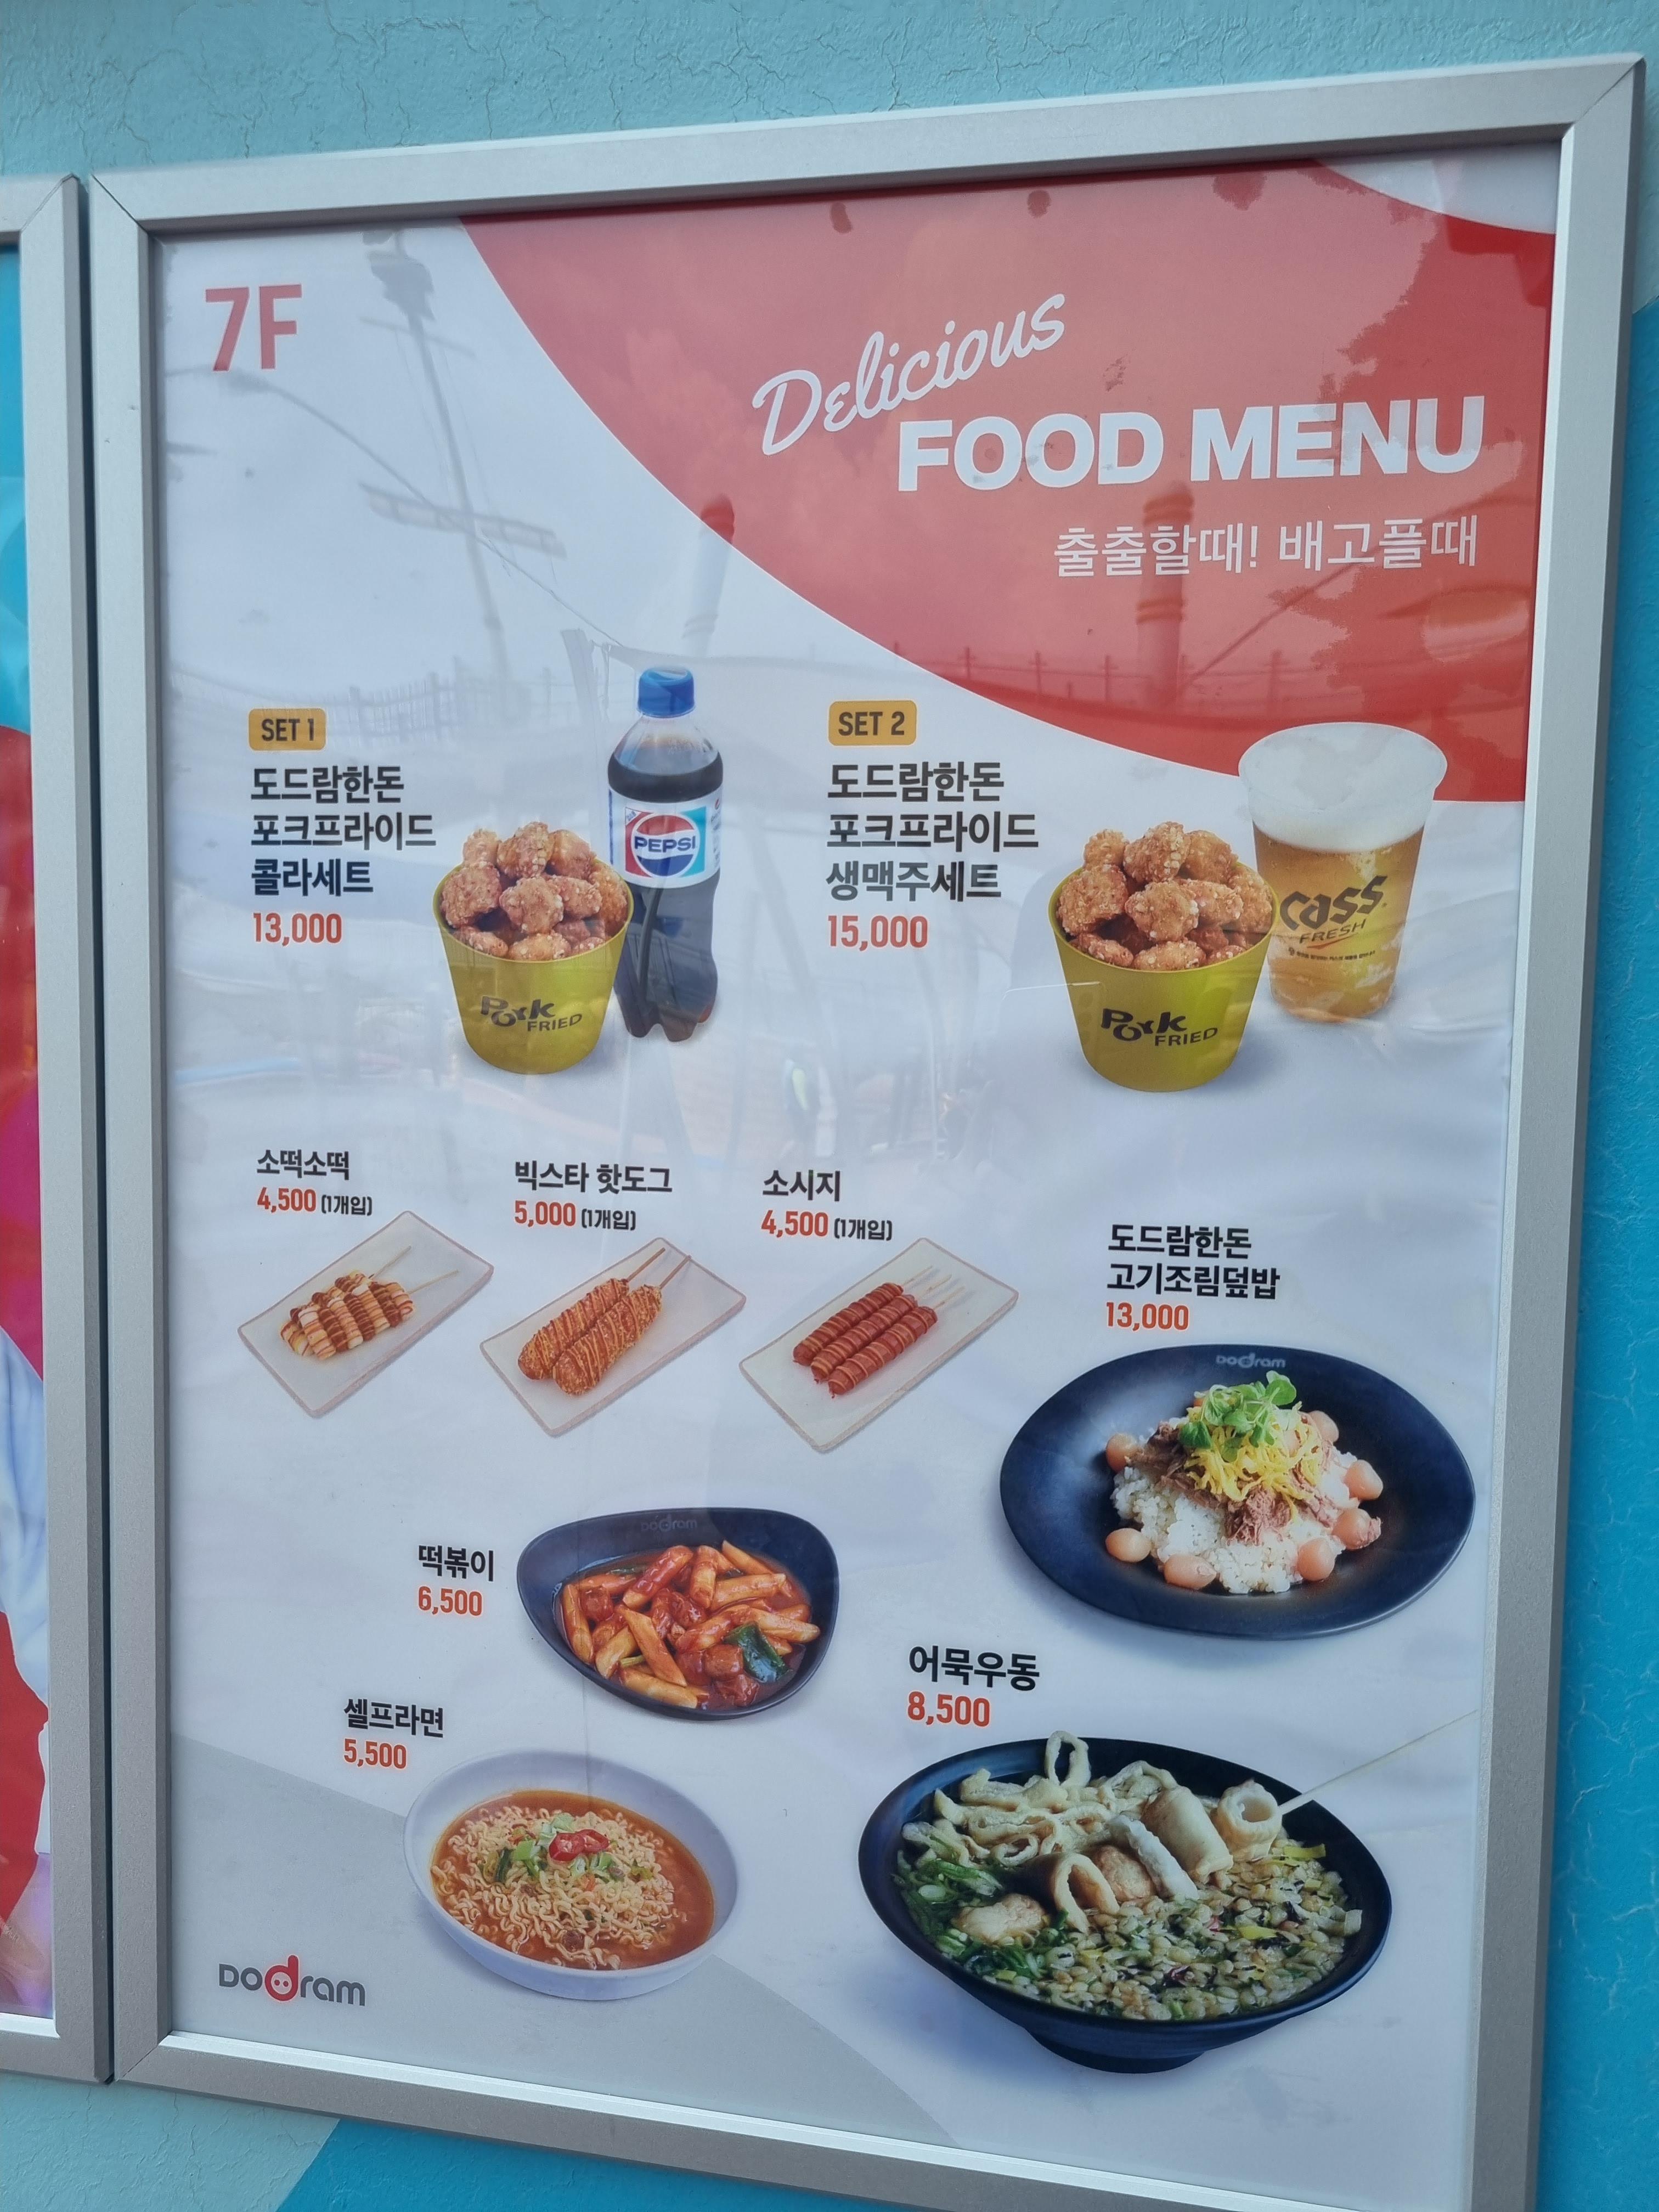 7F
Delicious
FOOD MENU
출출할때! 배고플때
SET 1
도드람한돈
포크프라이드
콜라세트
13,000
PEPSI
Pork
FRIED
SET 2
도드람한돈
포크프라이드
생맥주세트
15,000
Cass
FRESH
Pork
FRIED
소떡소떡
4,500 (1개입)
빅스타 핫도그
5,000 (1개입)
소시지
4,500 (1개입)
도드람한돈
고기조림덮밥
13,000
Dodram
떡볶이
6,500
Dodram
어묵우동
8,500
셀프라면
5,500
Dodram